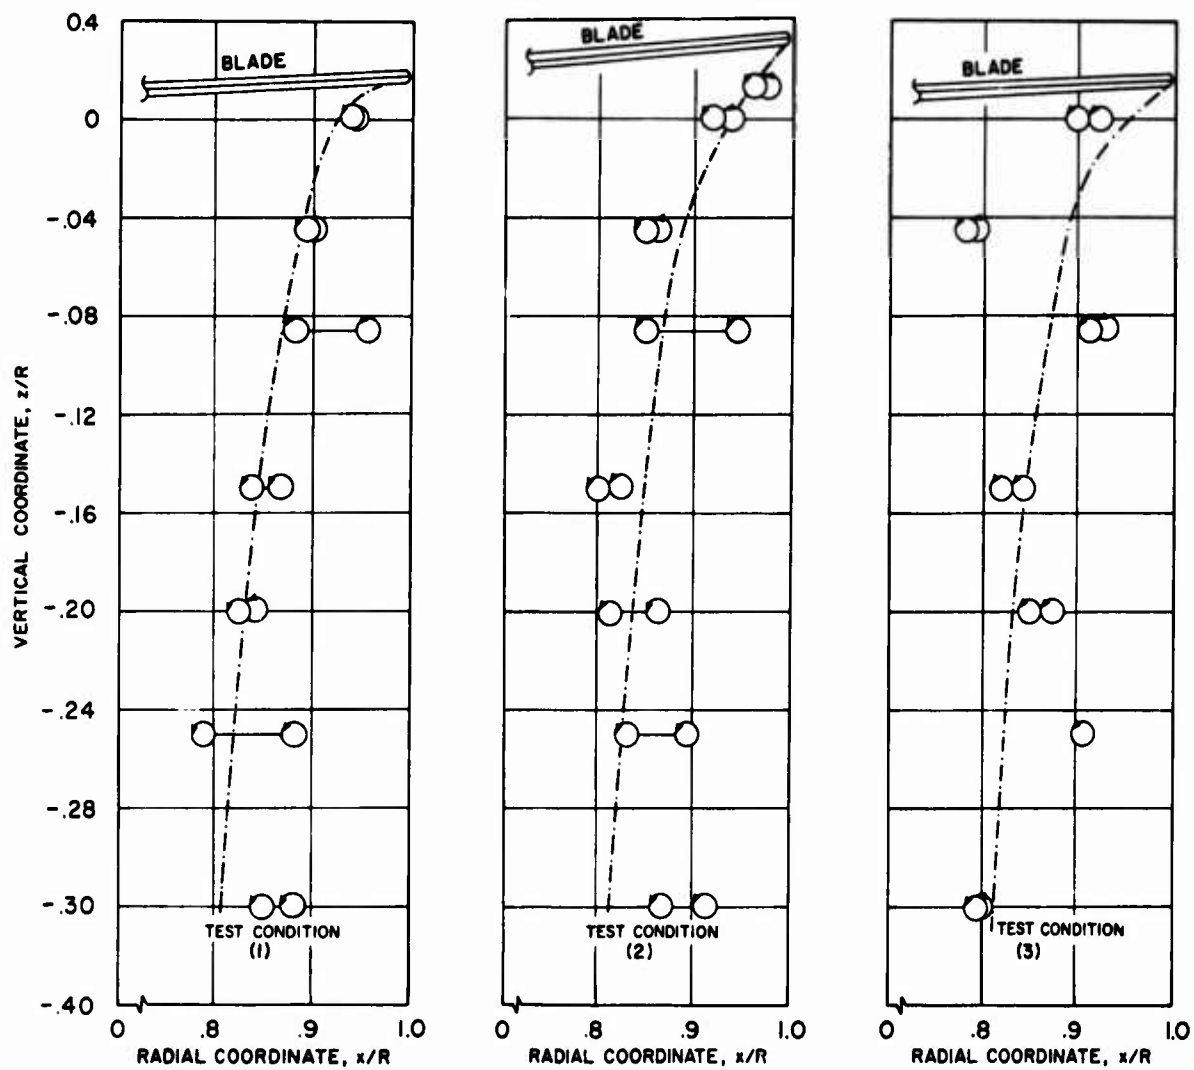 0.4
0
-.04
-.08
-.12
-.16
-.20
-.24
-.28
-.30
-.40
VERTICAL COORDINATE, z/R
BLADE
TEST CONDITION
(1)
0 .8 .9 1.0
RADIAL COORDINATE, x/R
BLADE
TEST CONDITION
(2)
0 .8 .9 1.0
RADIAL COORDINATE, x/R
BLADE
TEST CONDITION
(3)
0 .8 .9 1.0
RADIAL COORDINATE, x/R